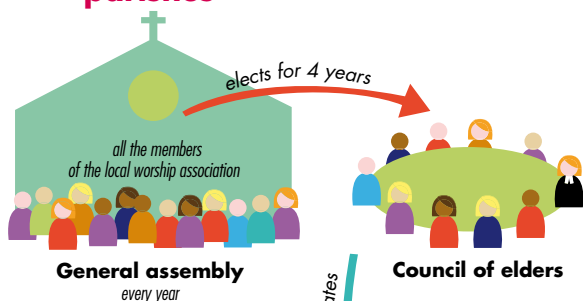 elects for 4 years
all the members
of the local worship association
General assembly
every year
Council of elders